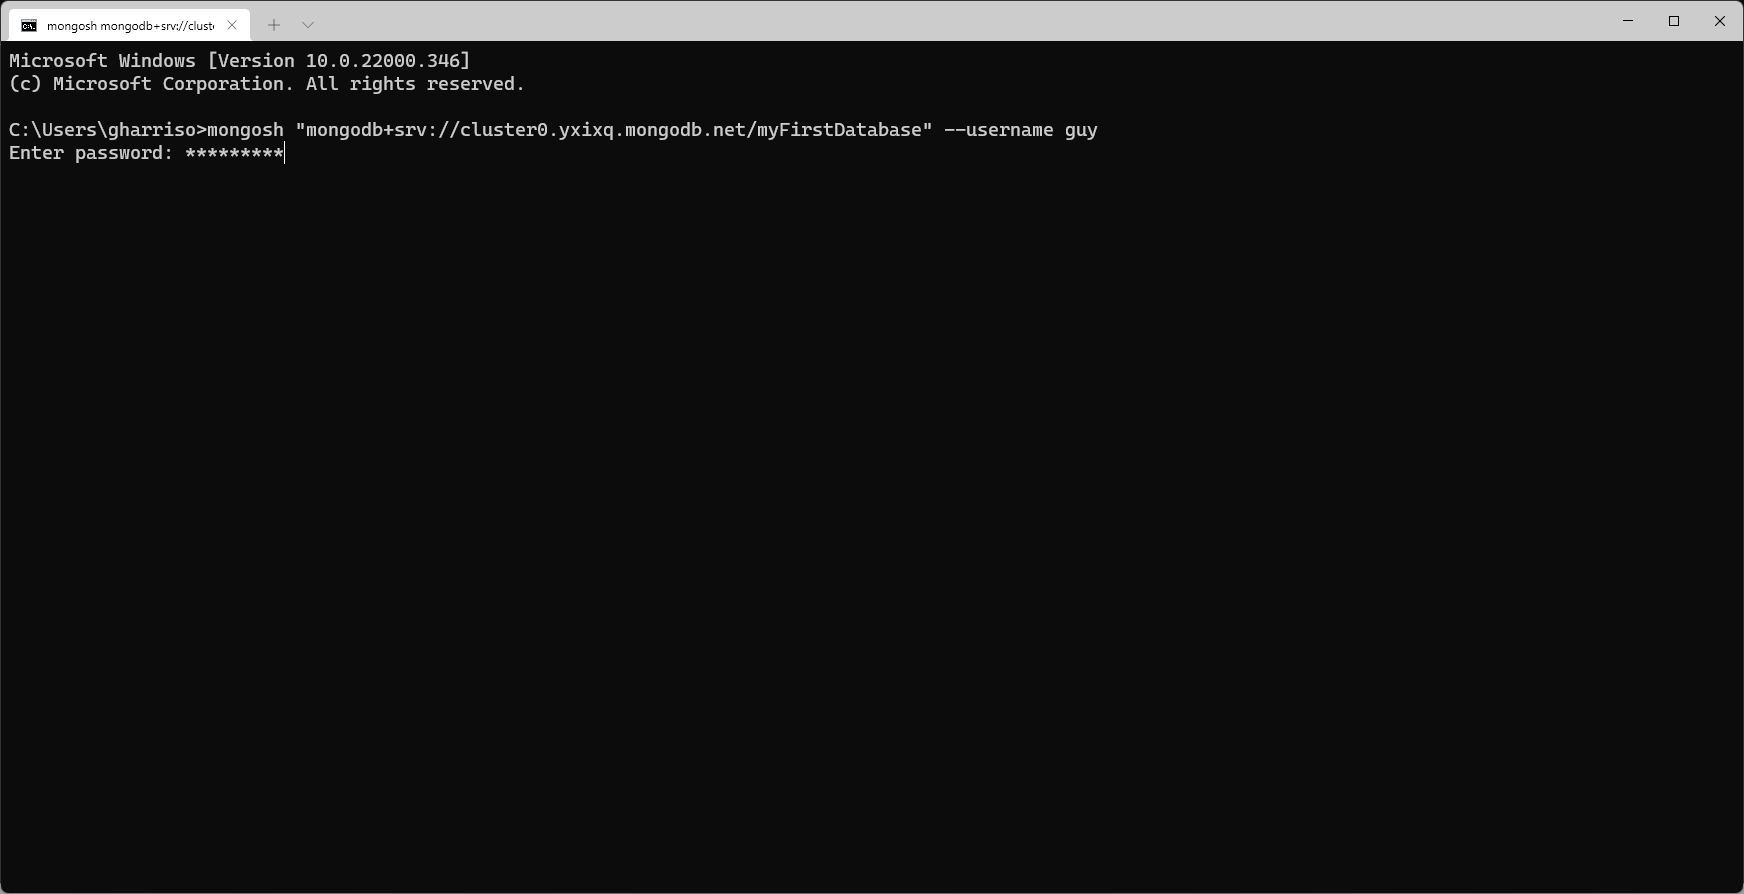 mongosh mongodb+srv://clust
Microsoft Windows [Version 10.0.22000.346]
(c) Microsoft Corporation. All rights reserved.
C:\Users\gharriso>mongosh "mongodb+srv://cluster0.yxixq.mongodb.net/myFirstDatabase" --username guy
Enter password: *********